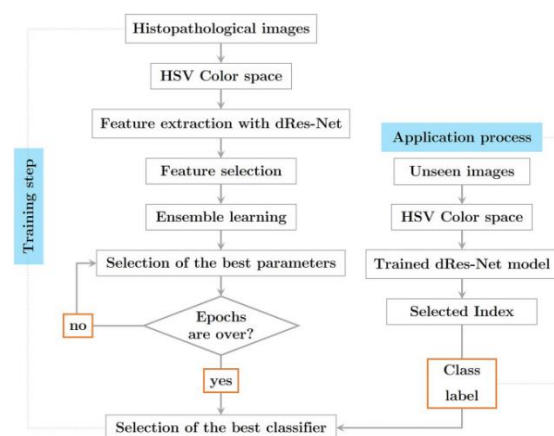 Histopathological images
HSV Color space
Feature extraction with dRes-Net
Feature selection
Ensemble learning
Selection of the best parameters
Epochs
are over?
no
yes
Selection of the best classifier
Training step
Application process
Unseen images
HSV Color space
Trained dRes-Net model
Selected Index
Class
label